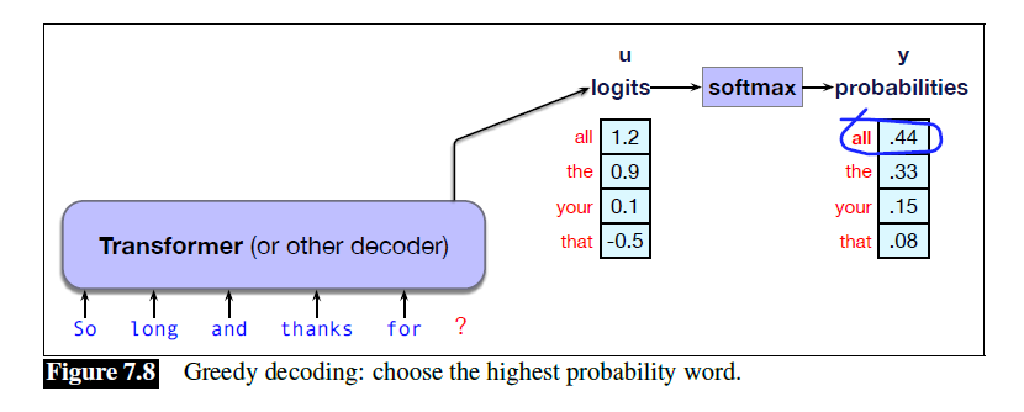 u
logits
softmax
y
probabilities
all 1.2
the 0.9
your 0.1
that -0.5
all .44
the .33
your .15
that .08
Transformer (or other decoder)
So long and thanks for ?
Figure 7.8 Greedy decoding: choose the highest probability word.